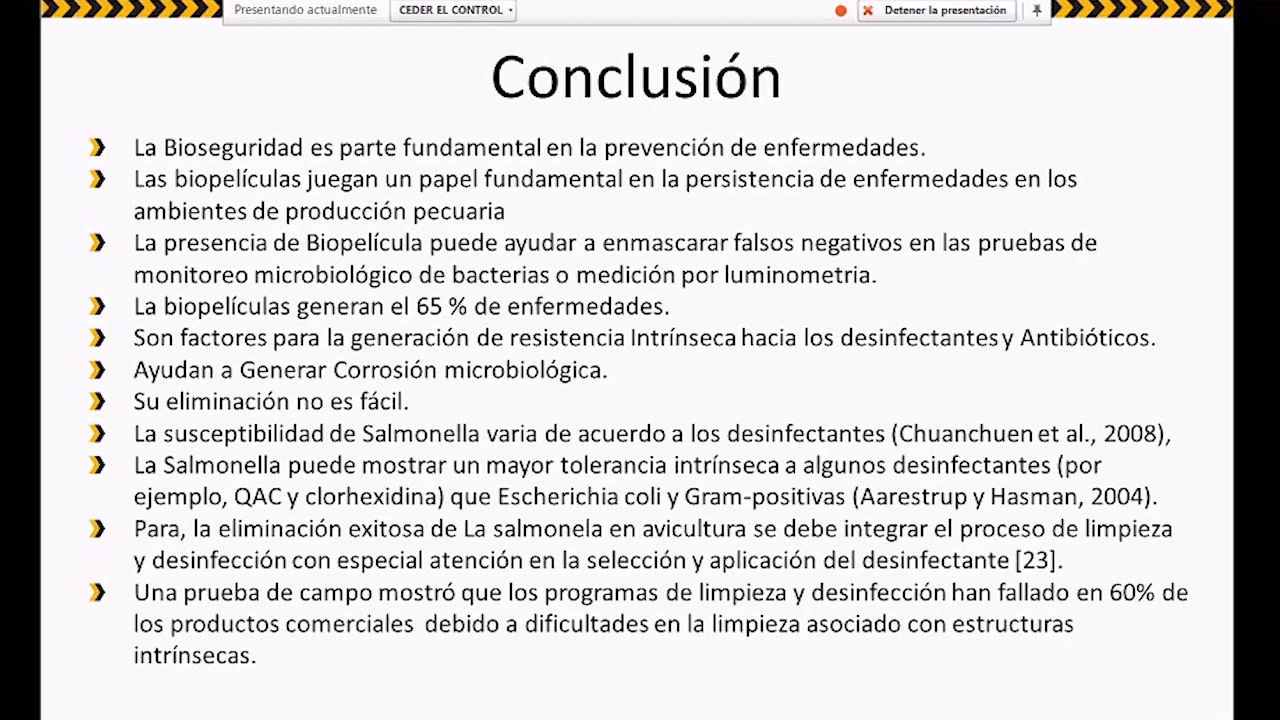 Presentando actualmente CEDER EL CONTROL Detener la presentación
Conclusión
La Bioseguridad es parte fundamental en la prevención de enfermedades.
Las biopelículas juegan un papel fundamental en la persistencia de enfermedades en los
ambientes de producción pecuaria
La presencia de Biopelícula puede ayudar a enmascarar falsos negativos en las pruebas de
monitoreo microbiológico de bacterias o medición por luminometria.
La biopelículas generan el 65 % de enfermedades.
Son factores para la generación de resistencia Intrínseca hacia los desinfectantes y Antibióticos.
Ayudan a Generar Corrosión microbiológica.
Su eliminación no es fácil.
La susceptibilidad de Salmonella varia de acuerdo a los desinfectantes (Chuanchuen et al., 2008),
La Salmonella puede mostrar un mayor tolerancia intrínseca a algunos desinfectantes (por
ejemplo, QAC y clorhexidina) que Escherichia coli y Gram-positivas (Aarestrup y Hasman, 2004).
Para, la eliminación exitosa de La salmonela en avicultura se debe integrar el proceso de limpieza
y desinfección con especial atención en la selección y aplicación del desinfectante [23].
Una prueba de campo mostró que los programas de limpieza y desinfección han fallado en 60% de
los productos comerciales debido a dificultades en la limpieza asociado con estructuras
intrínsecas.